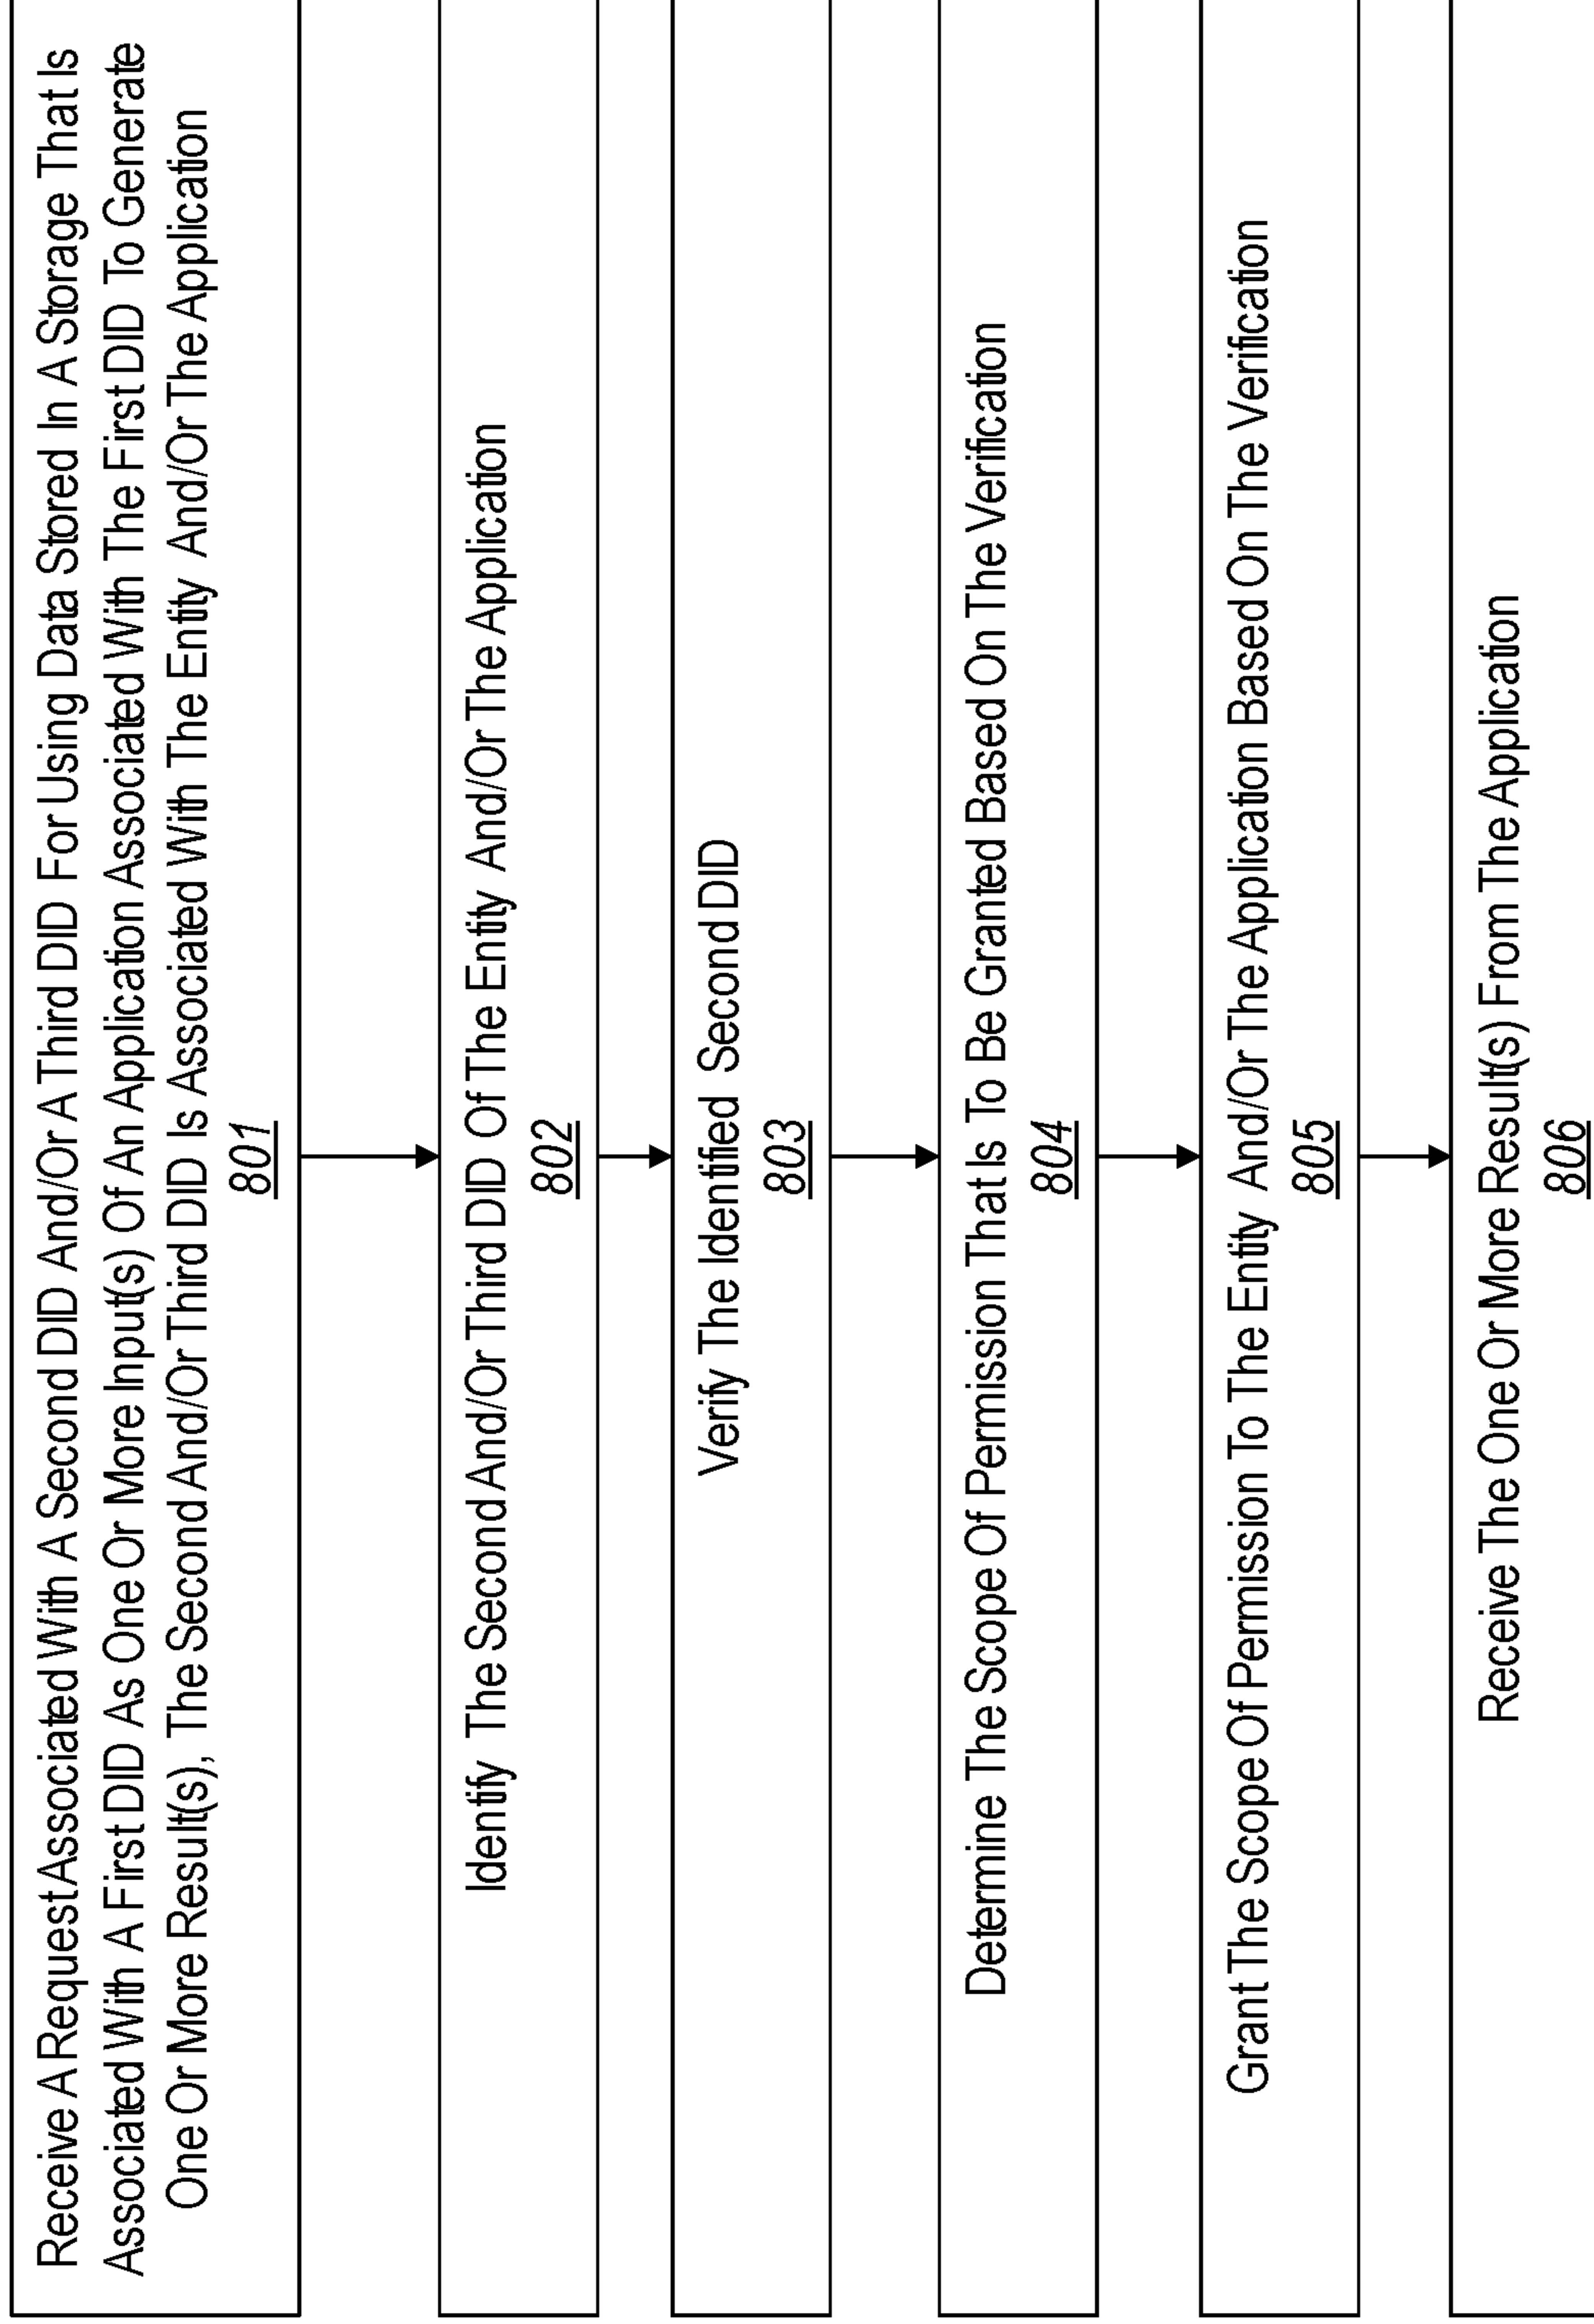 Receive A Request Associated With A Second DID And/Or A Third DID For Using Data Stored In A Storage That Is
Associated With A First DID As One Or More Input(s) Of An Application Associated With The First DID To Generate
One Or More Result(s), The Second And/Or Third DID Is Associated With The Entity And/Or The Application
801
Identify The Second And/Or Third DID Of The Entity And/Or The Application
802
Verify The Identified Second DID
803
Determine The Scope Of Permission That Is To Be Granted Based On The Verification
804
Grant The Scope Of Permission To The Entity And/Or The Application Based On The Verification
805
Receive The One Or More Result(s) From The Application
806